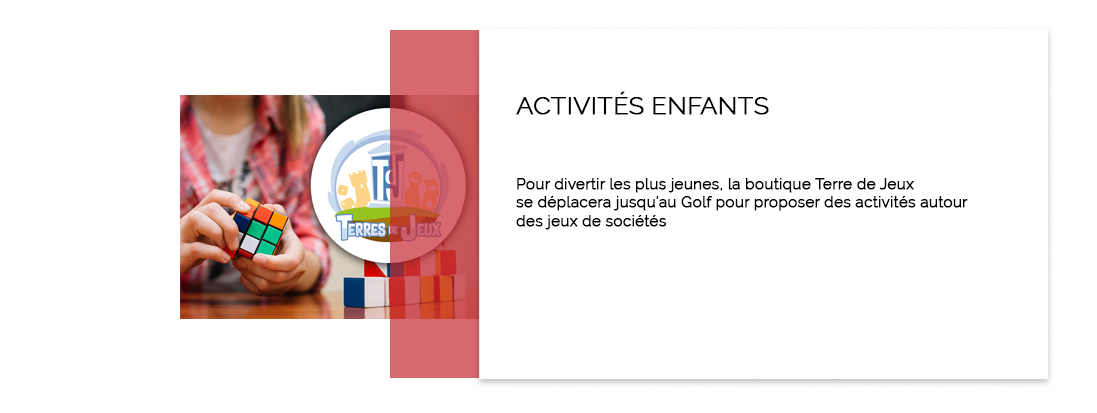 TdJ
TERRES DE JEUX
ACTIVITÉS ENFANTS
Pour divertir les plus jeunes, la boutique Terre de Jeux
se déplacera jusqu'au Golf pour proposer des activités autour
des jeux de sociétés